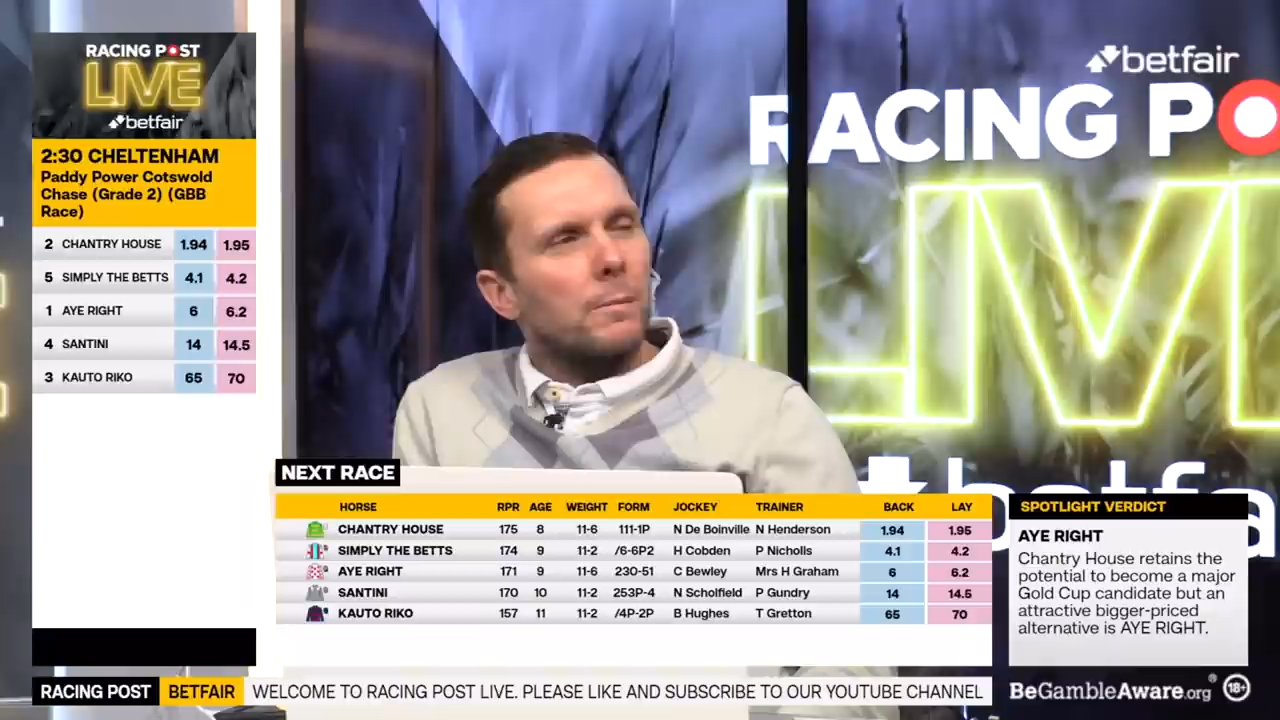 RACING POST
LIVE
betfair
2:30 CHELTENHAM
Paddy Power Cotswold
Chase (Grade 2) (GBB
Race)
2 CHANTRY HOUSE 1.94 1.95
5 SIMPLY THE BETTS 4.1 4.2
1 AYE RIGHT 6 6.2
4 SANTINI 14 14.5
3 KAUTO RIKO 65 70
betfair
RACING PO
LIV
betfa
NEXT RACE
HORSE RPR AGE WEIGHT FORM JOCKEY TRAINER BACK LAY
CHANTRY HOUSE 175 8 11-6 111-1P N De Boinville N Henderson 1.94 1.95
SIMPLY THE BETTS 174 9 11-2 /6-6P2 H Cobden P Nicholls 4.1 4.2
AYE RIGHT 171 9 11-6 230-51 C Bewley Mrs H Graham 6 6.2
SANTINI 170 10 11-2 253P-4 N Scholfield P Gundry 14 14.5
KAUTO RIKO 157 11 11-2 /4P-2P B Hughes T Gretton 65 70
SPOTLIGHT VERDICT
AYE RIGHT
Chantry House retains the
potential to become a major
Gold Cup candidate but an
attractive bigger-priced
alternative is AYE RIGHT.
RACING POST BETFAIR WELCOME TO RACING POST LIVE. PLEASE LIKE AND SUBSCRIBE TO OUR YOUTUBE CHANNEL
BeGambleAware.org® 18+